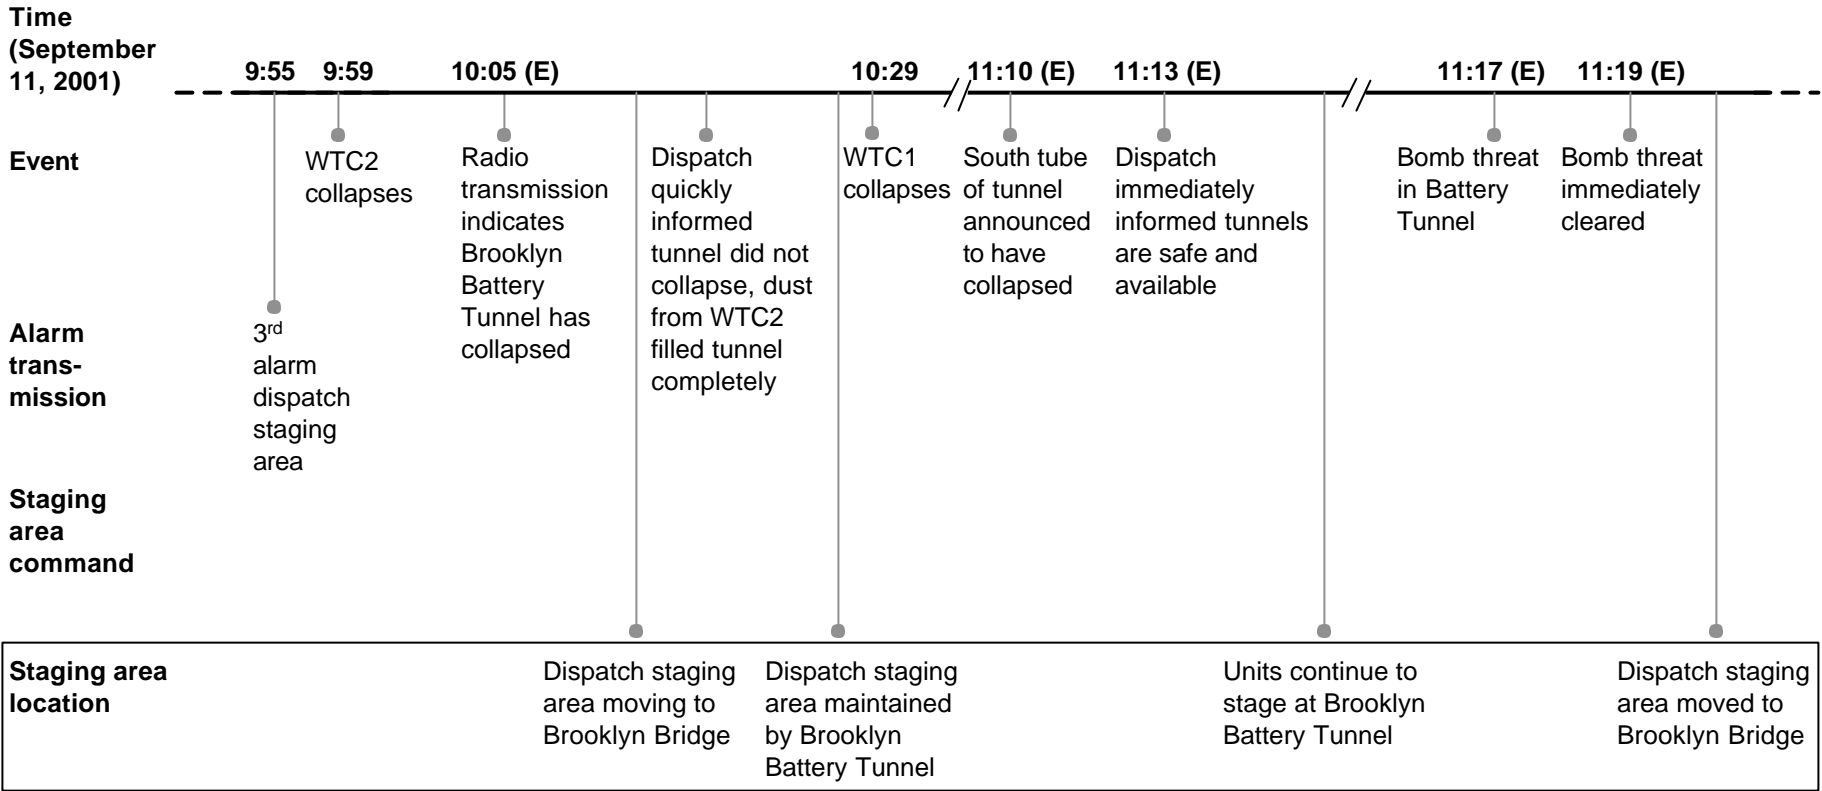 Time
(September
11, 2001)
9:55 9:59 10:05 (E) 10:29 11:10 (E) 11:13 (E) 11:17 (E) 11:19 (E)
Event
WTC2
collapses
Radio
transmission
indicates
Brooklyn
Battery
Tunnel has
collapsed
Dispatch
quickly
informed
tunnel did not
collapse, dust
from WTC2
filled tunnel
completely
WTC1
collapses
South tube
of tunnel
announced
to have
collapsed
Dispatch
immediately
informed tunnels
are safe and
available
Bomb threat
in Battery
Tunnel
Bomb threat
immediately
cleared
Alarm
trans-
mission
3rd
alarm
dispatch
staging
area
Staging
area
command
Staging area
location
Dispatch staging
area moving to
Brooklyn Bridge
Dispatch staging
area maintained
by Brooklyn
Battery Tunnel
Units continue to
stage at Brooklyn
Battery Tunnel
Dispatch staging
area moved to
Brooklyn Bridge